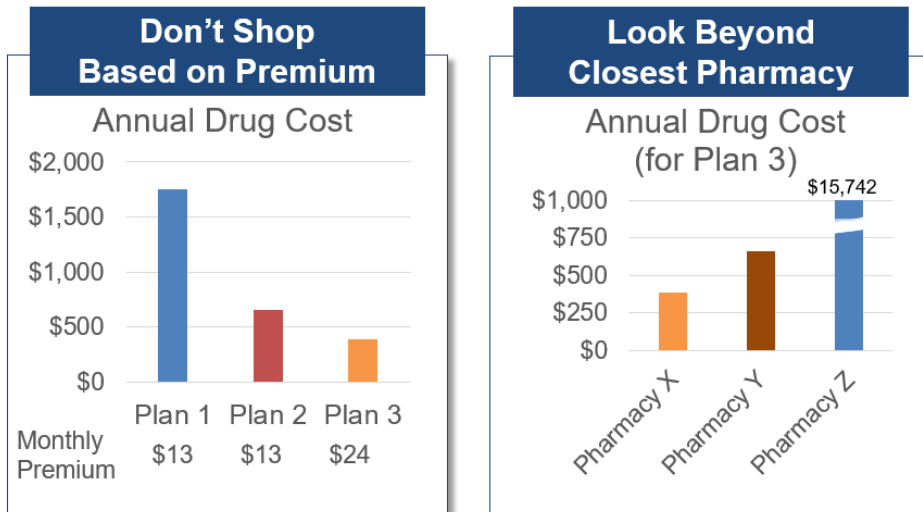 Don’t Shop
Based on Premium
Annual Drug Cost
$2,000
$1,500
$1,000
$500
$0
Plan 1 Plan 2 Plan 3
Monthly
Premium
$13 $13 $24
Look Beyond
Closest Pharmacy
Annual Drug Cost
(for Plan 3)
$15,742
$1,000
$750
$500
$250
$0
Pharmacy X
Pharmacy Y
Pharmacy Z